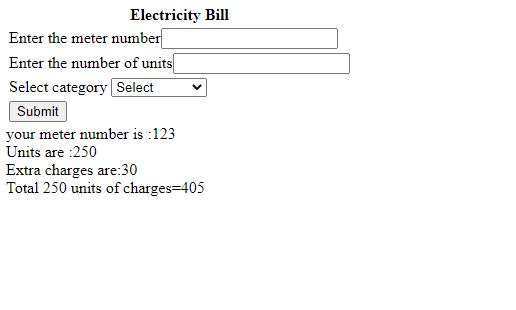 Electricity Bill
Enter the meter number
Enter the number of units
Select category Select
Submit
your meter number is :123
Units are :250
Extra charges are:30
Total 250 units of charges=405